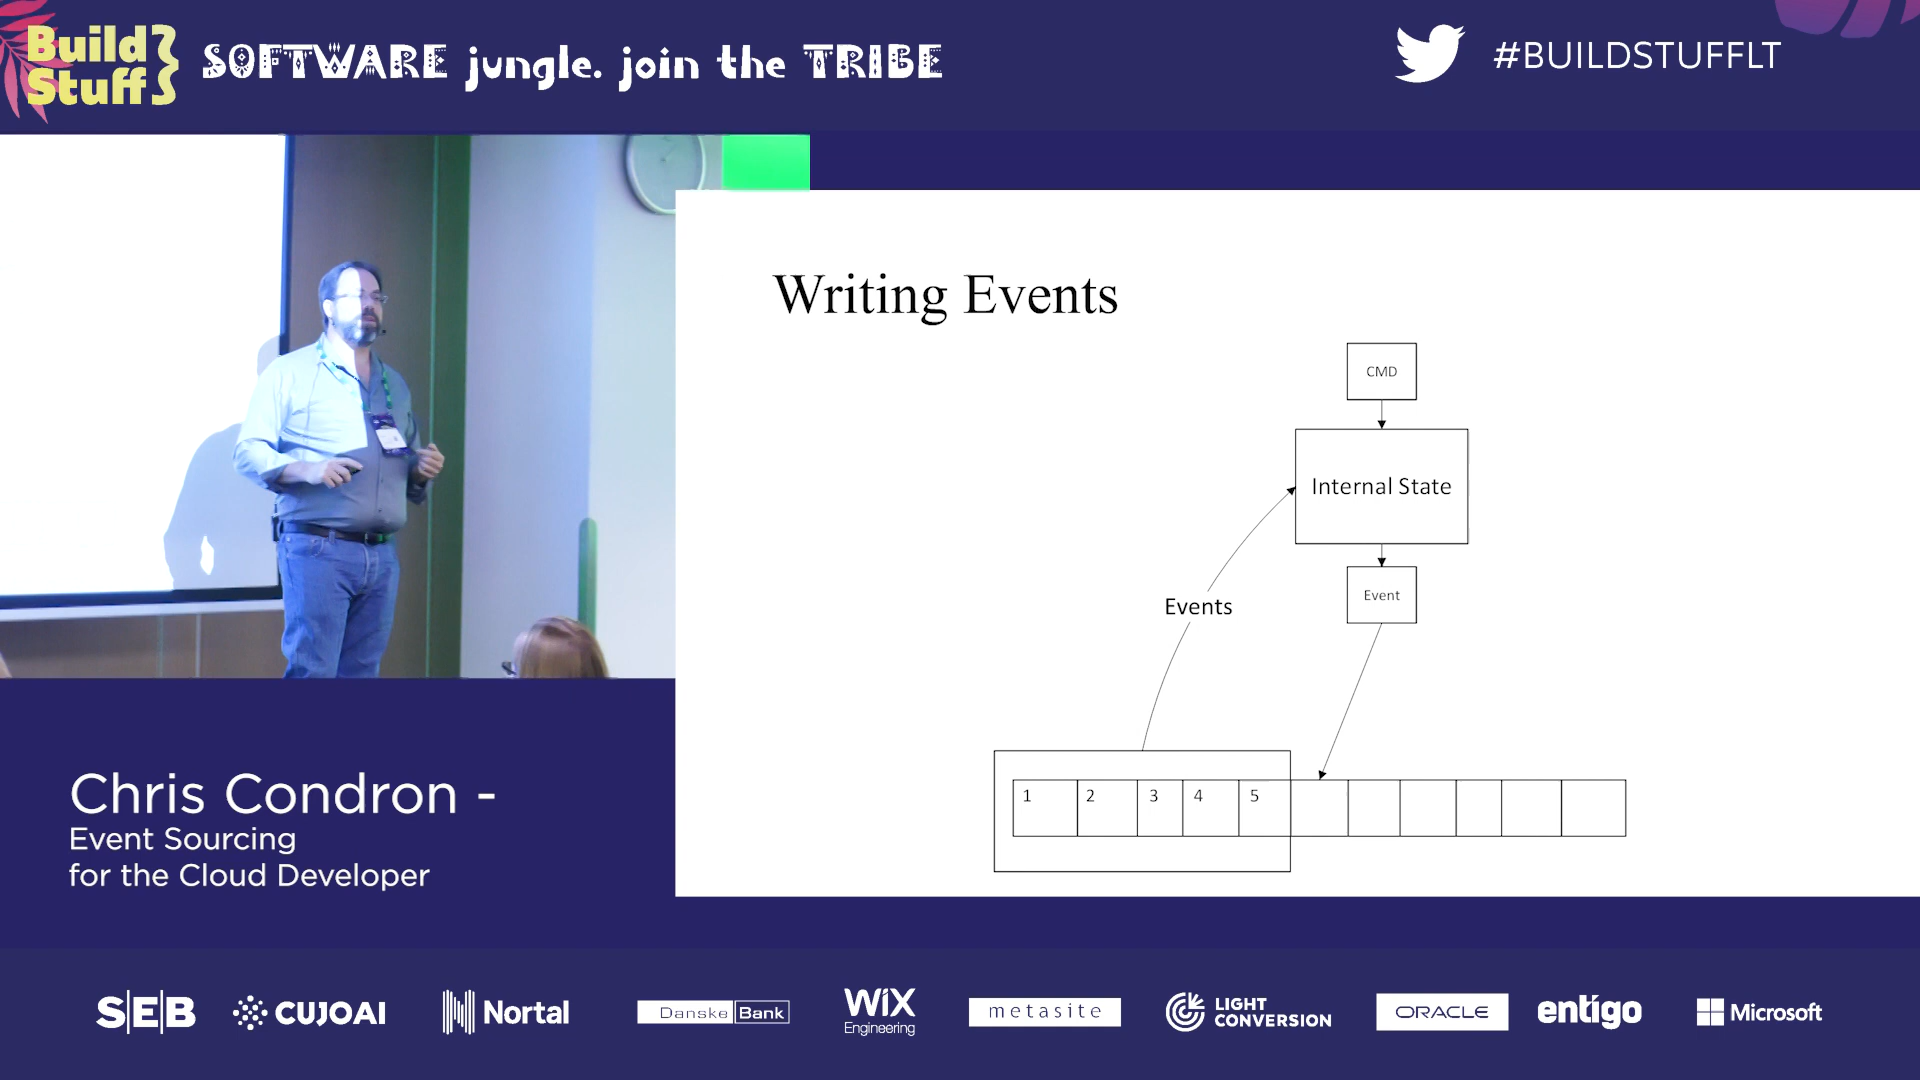 Build
Stuff
SOFTWARE jungle. join the TRIBE
#BUILDSTUFFLT
Writing Events
CMD
Internal State
Event
Events
1 2 3 4 5
Chris Condron -
Event Sourcing
for the Cloud Developer
SEB
CUJOAI
Nortal
Danske Bank
WiX
Engineering
metasite
LIGHT
CONVERSION
ORACLE
entigo
Microsoft